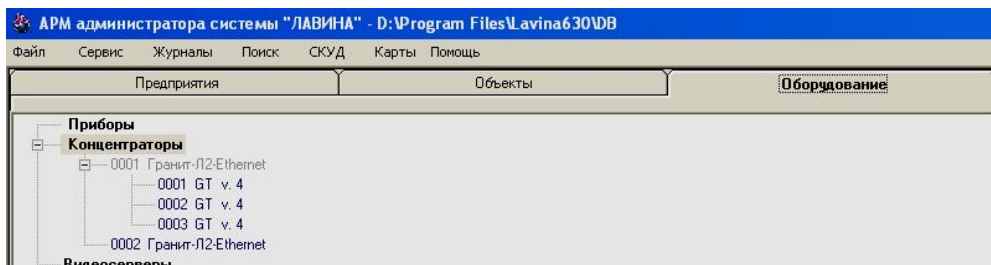 АРМ администратора системы "ЛАВИНА" - D:\Program Files\Lavina630\DB
Файл Сервис Журналы Поиск СКУД Карты Помощь
Предприятия Объекты Оборудование
Приборы
Концентраторы
0001 Гранит-Л2-Ethernet
0001 GT v. 4
0002 GT v. 4
0003 GT v. 4
0002 Гранит-Л2-Ethernet
Видеосерверы